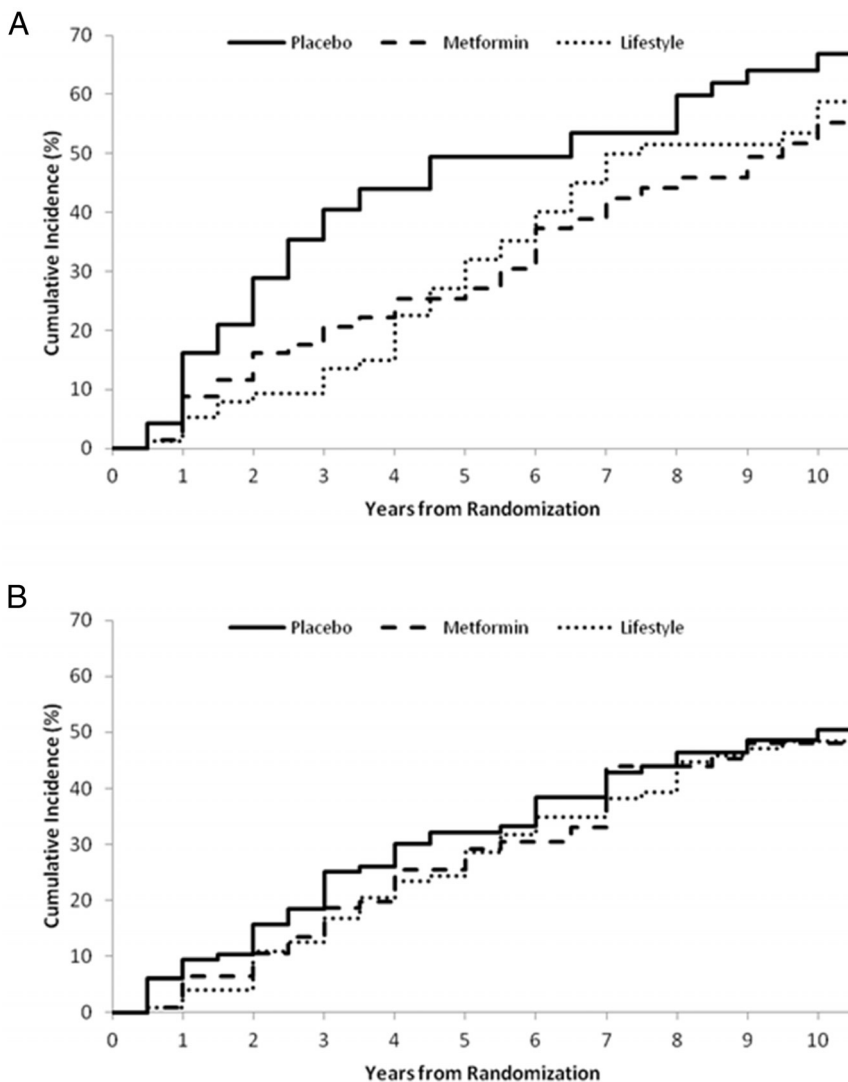 A
Placebo Metformin Lifestyle
70
60
50
40
30
20
10
0
Cumulative Incidence (%)
0 1 2 3 4 5 6 7 8 9 10
Years from Randomization
B
Placebo Metformin Lifestyle
70
60
50
40
30
20
10
0
Cumulative Incidence (%)
0 1 2 3 4 5 6 7 8 9 10
Years from Randomization